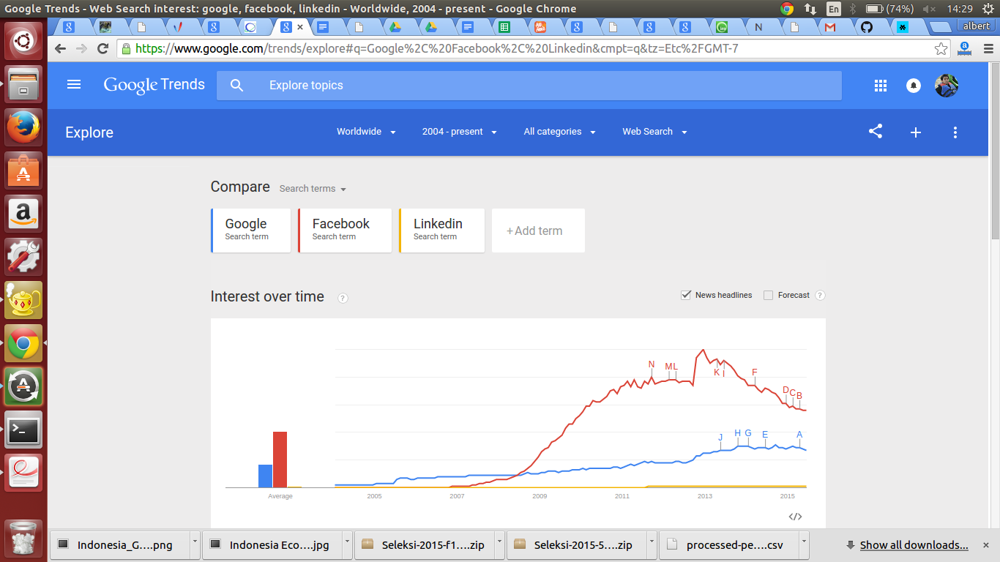 Google Trends - Web Search interest: google, facebook, linkedin - Worldwide, 2004 - present - Google Chrome
En
(74%)
14:29
albert
https://www.google.com/trends/explore#q=Google%2C%20Facebook%2C%20Linkedin&cmpt=q&tz=Etc%2FGMT-7
Google Trends
Explore topics
Explore
Worldwide
2004 - present
All categories
Web Search
Compare
Search terms
Google
Search term
Facebook
Search term
Linkedin
Search term
+Add term
Interest over time
?
News headlines
Forecast
?
N
M
L
K
I
F
D
C
B
J
H
G
E
A
Average
2005
2007
2009
2011
2013
2015
</>
Indonesia_G....png
Indonesia Eco....jpg
Seleksi-2015-f1....zip
Seleksi-2015-5....zip
processed-pe....csv
Show all downloads...